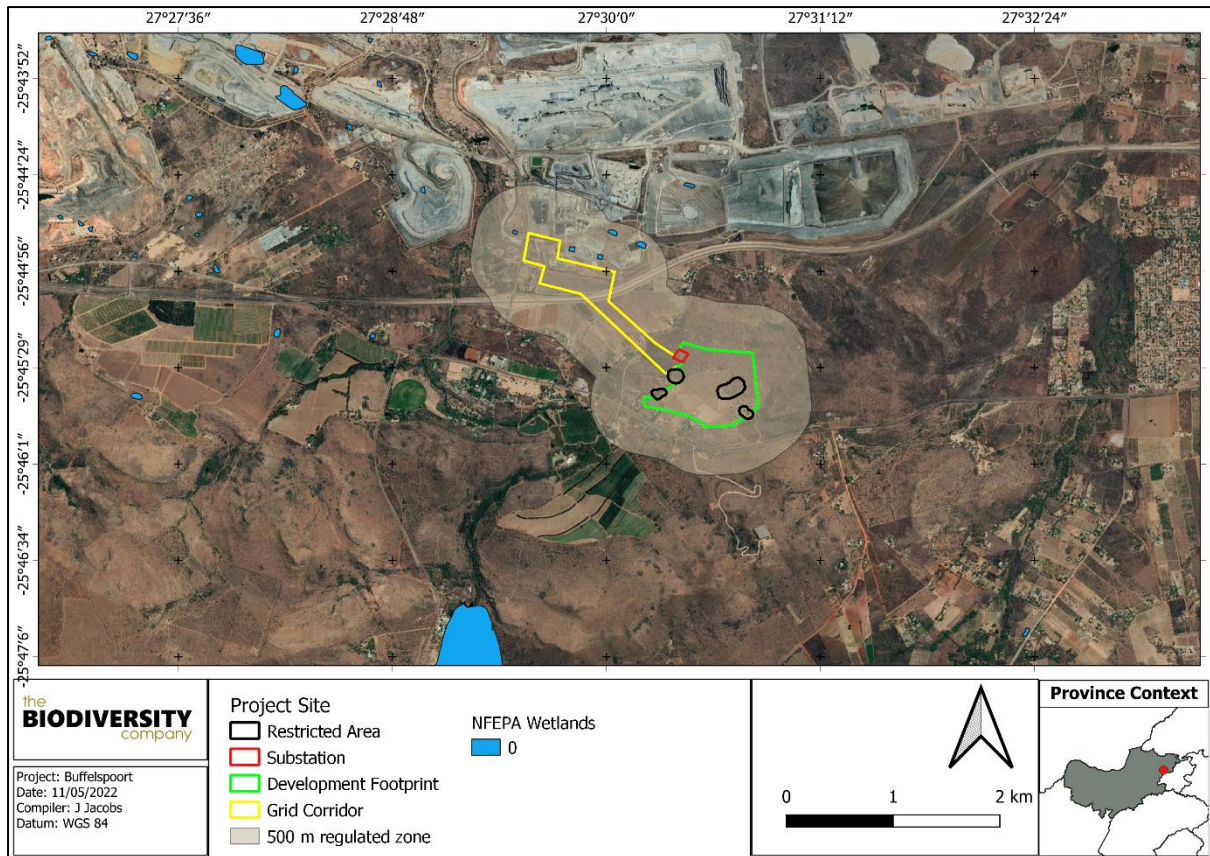 27°27′36″ 27°28′48″ 27°30′0″ 27°31′12″ 27°32′24″
-25°43′52″
-25°44′24″
-25°44′56″
-25°45′29″
-25°46′1″
-25°46′34″
-25°47′6″
the
BIODIVERSITY
company
Project: Buffelspoort
Date: 11/05/2022
Compiler: J Jacobs
Datum: WGS 84
Project Site
Restricted Area
Substation
Development Footprint
Grid Corridor
500 m regulated zone
NFEPA Wetlands
0
0 1 2 km
Province Context